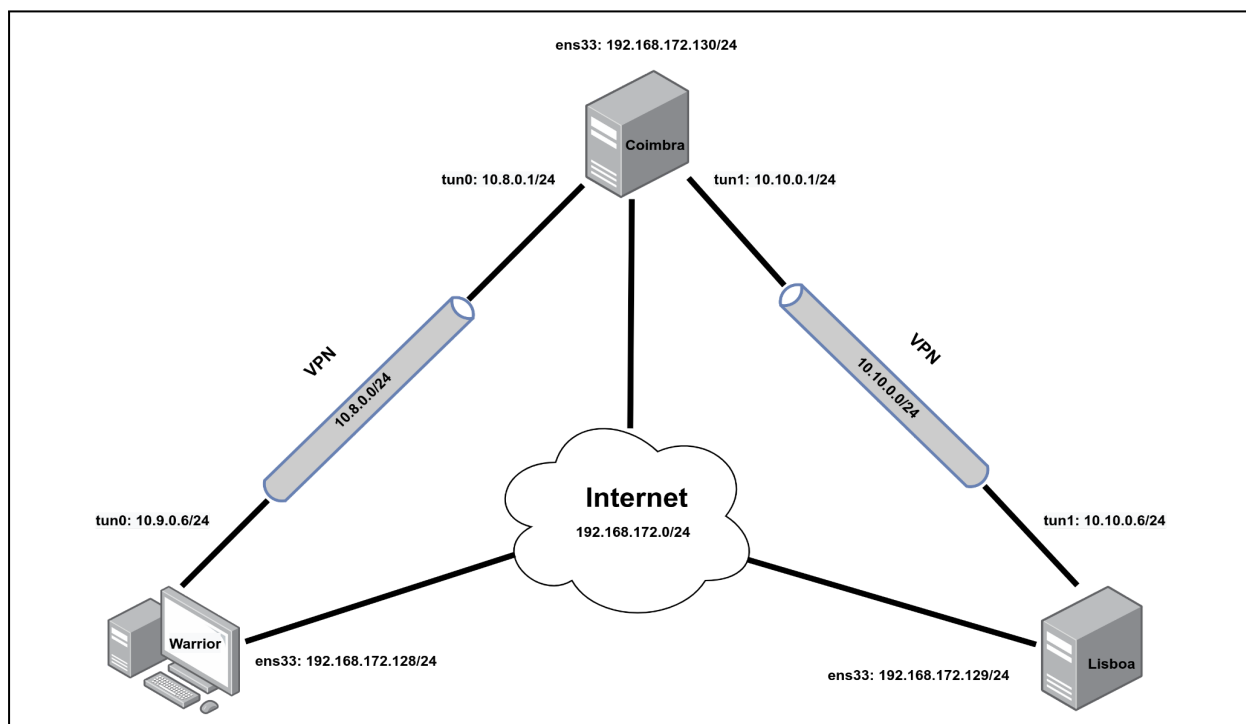 ens33: 192.168.172.130/24
Coimbra
tun0: 10.8.0.1/24
tun1: 10.10.0.1/24
VPN
10.8.0.0/24
VPN
10.10.0.0/24
Internet
192.168.172.0/24
tun0: 10.9.0.6/24
tun1: 10.10.0.6/24
Warrior
ens33: 192.168.172.128/24
Lisboa
ens33: 192.168.172.129/24